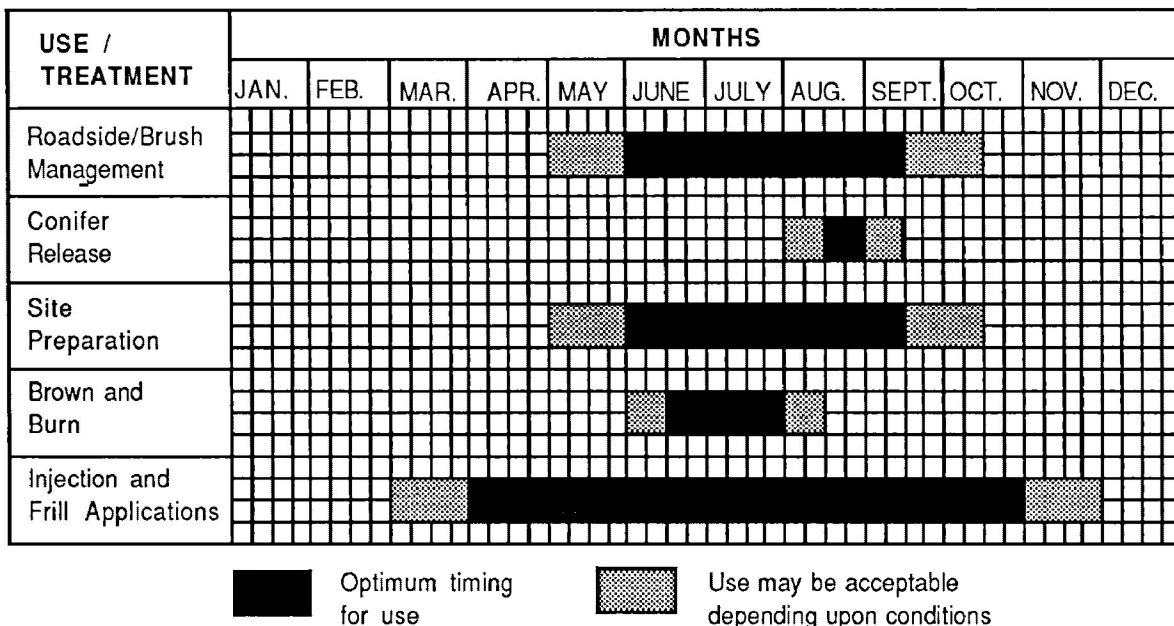 USE /
TREATMENT
MONTHS
JAN. FEB. MAR. APR. MAY JUNE JULY AUG. SEPT. OCT. NOV. DEC.
Roadside/Brush
Management
Conifer
Release
Site
Preparation
Brown and
Burn
Injection and
Frill Applications
Optimum timing
for use
Use may be acceptable
depending upon conditions